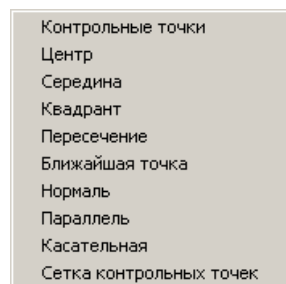 Контрольные точки
Центр
Середина
Квадрант
Пересечение
Ближайшая точка
Нормаль
Параллель
Касательная
Сетка контрольных точек